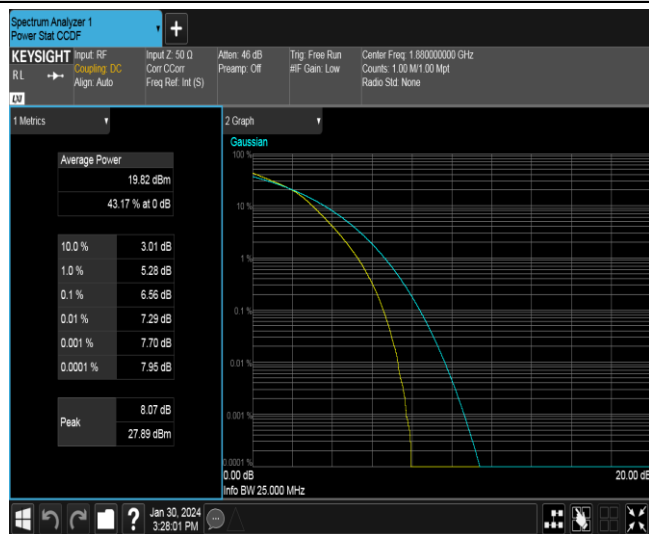 Spectrum Analyzer 1
Power Stat CCDF
+
KEYSIGHT
RL
LXI
Input: RF
Coupling: DC
Align: Auto
Input Z: 50 Ω
Corr CCorr
Freq Ref: Int (S)
Atten: 46 dB
Preamp: Off
Trig: Free Run
#IF Gain: Low
Center Freq: 1.880000000 GHz
Counts: 1.00 M/1.00 Mpt
Radio Std: None
1 Metrics
Average Power
19.82 dBm
43.17 % at 0 dB
10.0 % 3.01 dB
1.0 % 5.28 dB
0.1 % 6.56 dB
0.01 % 7.29 dB
0.001 % 7.70 dB
0.0001 % 7.95 dB
Peak
8.07 dB
27.89 dBm
2 Graph
Gaussian
100 %
10 %
1 %
0.1 %
0.01 %
0.001 %
0.0001 %
0.00 dB 20.00 dB
Info BW 25.000 MHz
?
Jan 30, 2024
3:28:01 PM